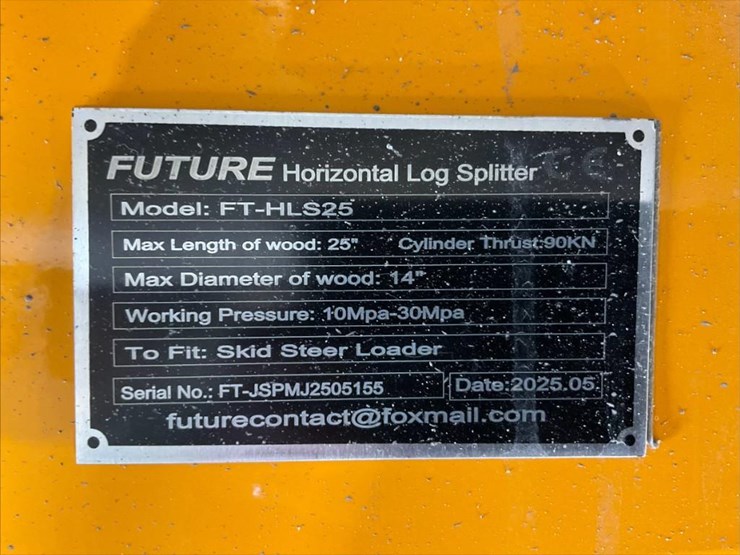 FUTURE Horizontal Log Splitter CE
Model: FT-HLS25
Max Length of wood: 25" Cylinder Thrust:90KN
Max Diameter of wood: 14"
Working Pressure: 10Mpa-30Mpa
To Fit: Skid Steer Loader
Serial No.: FT-JSPMJ2505155 Date:2025.05
futurecontact@foxmail.com